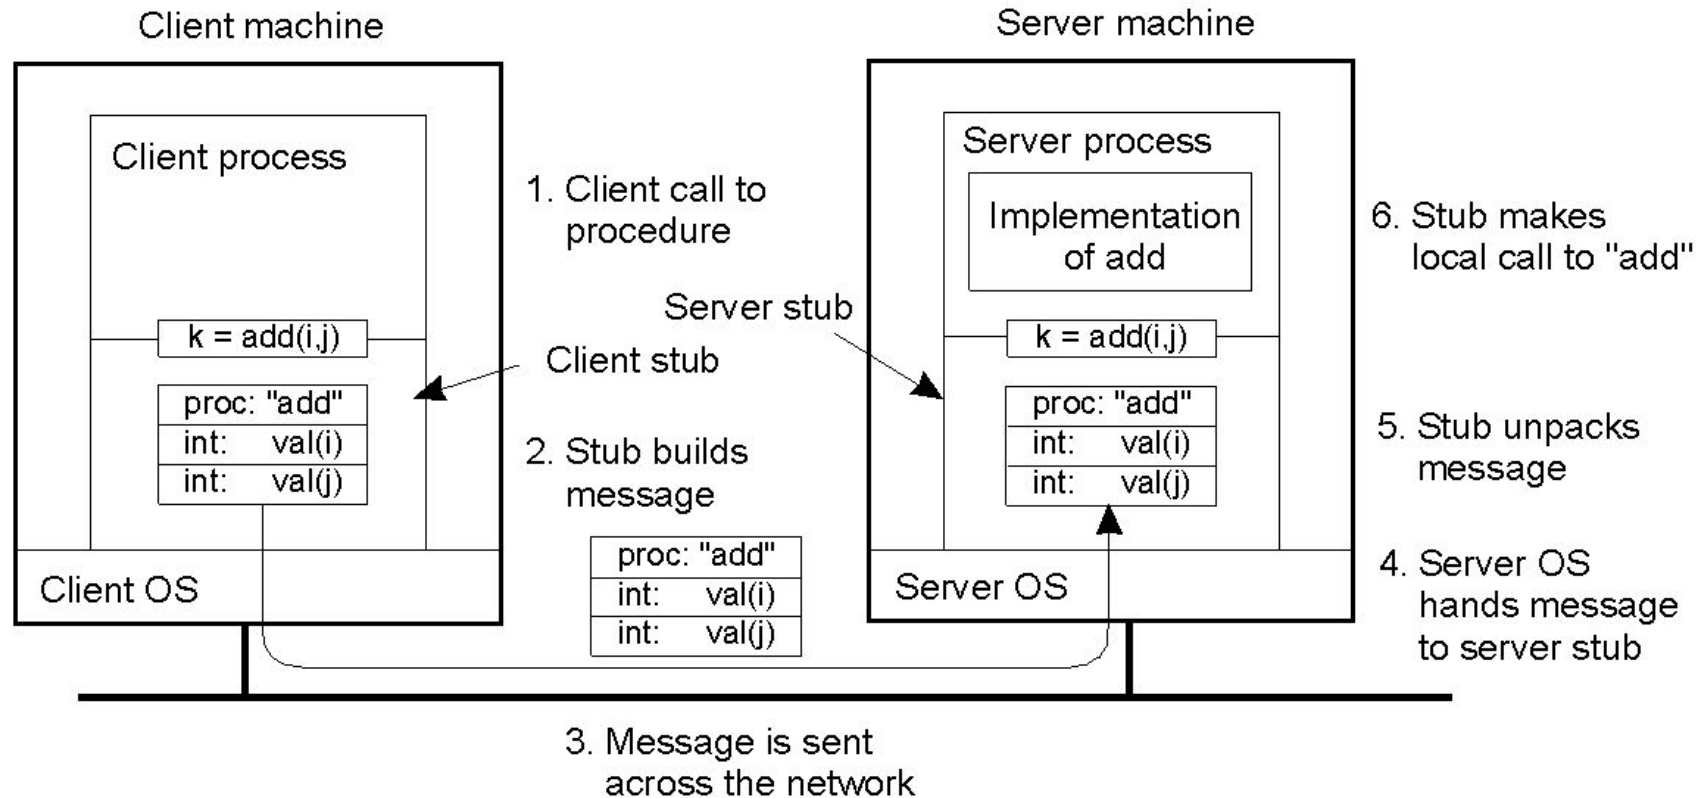 Client machine
Server machine
Client process
1. Client call to
procedure
Server process
Implementation
of add
6. Stub makes
local call to "add"
Server stub
k = add(i,j)
k = add(i,j)
Client stub
proc: "add"
int: val(i)
int: val(j)
2. Stub builds
message
proc: "add"
int: val(i)
int: val(j)
proc: "add"
int: val(i)
int: val(j)
5. Stub unpacks
message
Client OS
Server OS
4. Server OS
hands message
to server stub
3. Message is sent
across the network